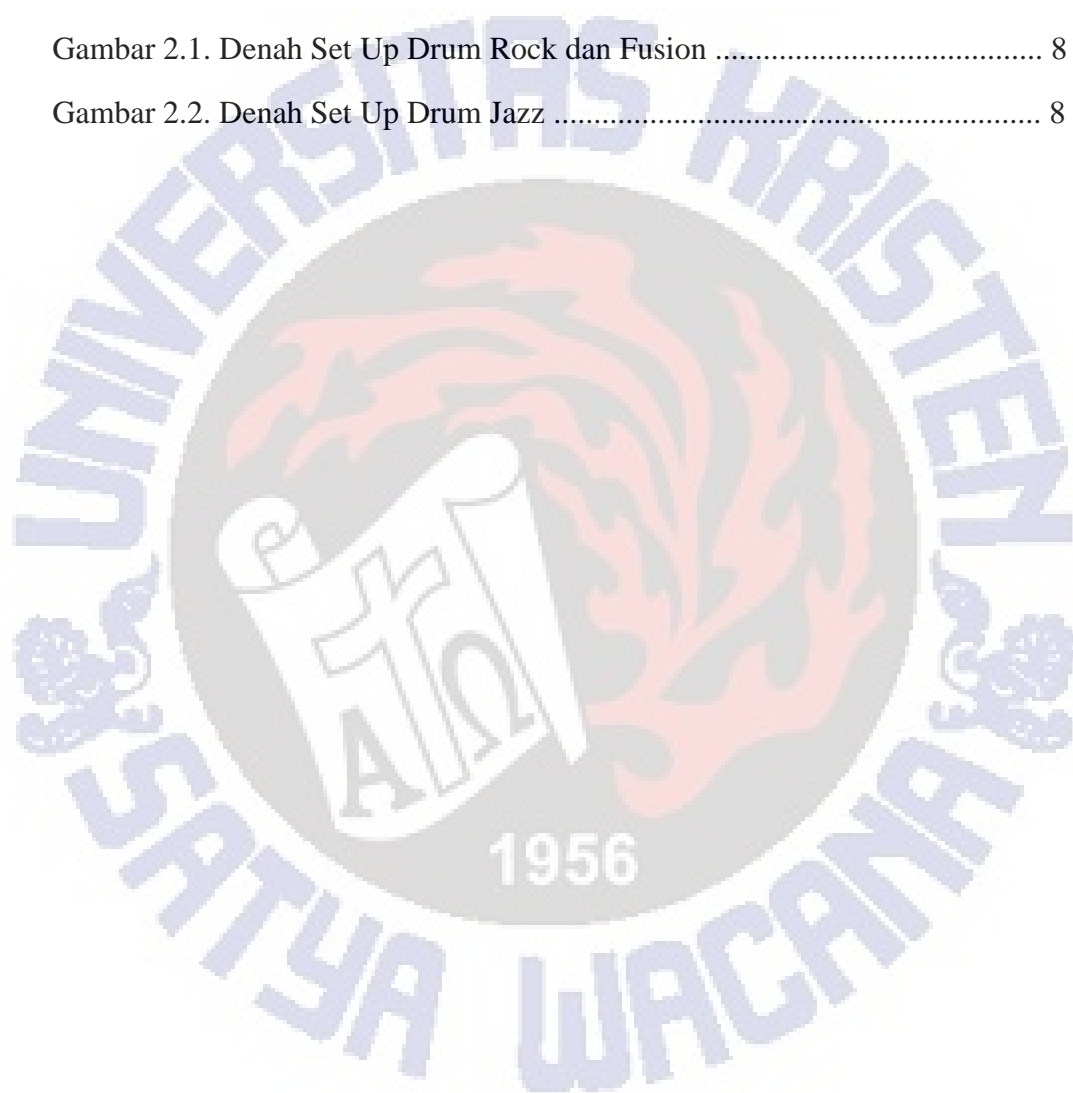 Gambar 2.1. Denah Set Up Drum Rock dan Fusion ....................................... 8
Gambar 2.2. Denah Set Up Drum Jazz ............................................................ 8
UNIVERSITAS KRISTEN
Α Ω
1956
SATYA WACANA